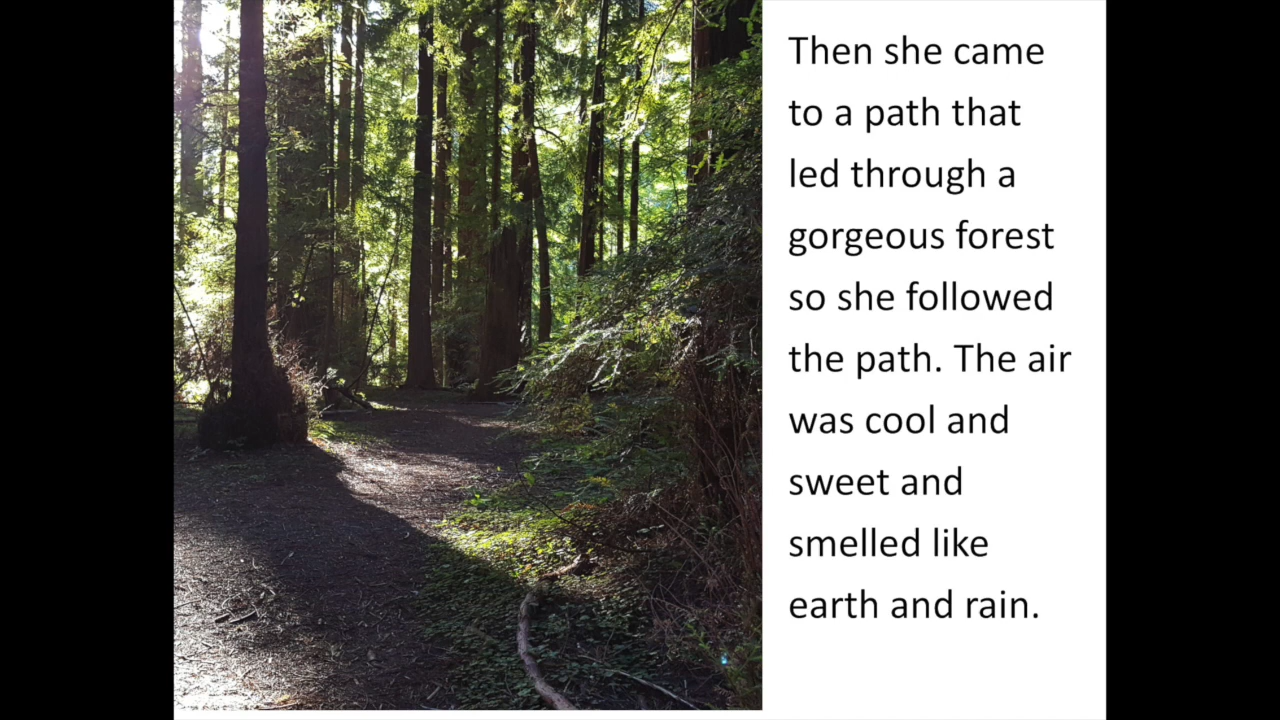 Then she came
to a path that
led through a
gorgeous forest
so she followed
the path. The air
was cool and
sweet and
smelled like
earth and rain.